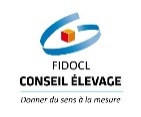 FIDOCL
CONSEIL ÉLEVAGE
Donner du sens à la mesure